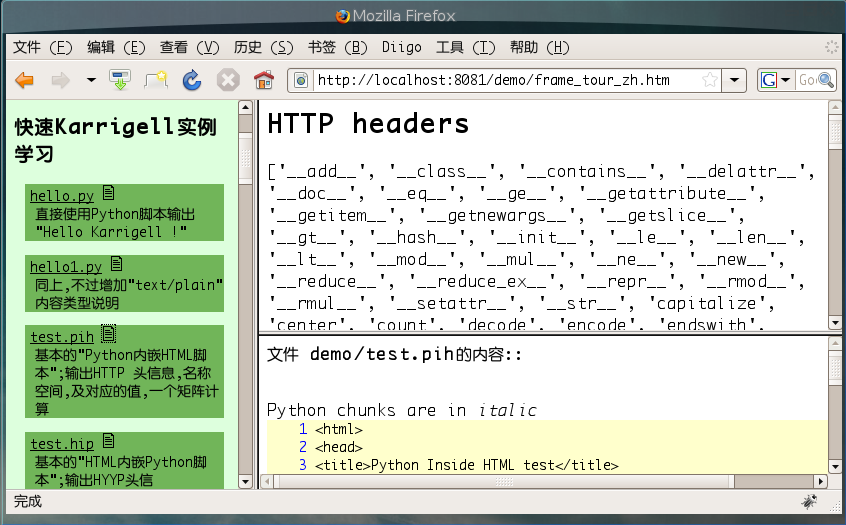 Mozilla Firefox
文件 (F) 编辑 (E) 查看 (V) 历史 (S) 书签 (B) Diigo 工具 (T) 帮助 (H)
http://localhost:8081/demo/frame_tour_zh.htm
G Go
快速Karrigell实例
学习
hello.py
直接使用Python脚本输出
"Hello Karrigell !"
hello1.py
同上,不过增加"text/plain"
内容类型说明
test.pih
基本的"Python内嵌HTML脚
本";输出HTTP 头信息,名称
空间,及对应的值,一个矩阵计
算
test.hip
基本的"HTML内嵌Python脚
本";输出HYYP头信
HTTP headers
['__add__', '__class__', '__contains__', '__delattr__',
'__doc__', '__eq__', '__ge__', '__getattribute__',
'__getitem__', '__getnewargs__', '__getslice__',
'__gt__', '__hash__', '__init__', '__le__', '__len__',
'__lt__', '__mod__', '__mul__', '__ne__', '__new__',
'__reduce__', '__reduce_ex__', '__repr__', '__rmod__',
'__rmul__', '__setattr__', '__str__', 'capitalize',
'center', 'count', 'decode', 'encode', 'endswith',
文件 demo/test.pih的内容::
Python chunks are in italic
1 <html>
2 <head>
3 <title>Python Inside HTML test</title>
完成